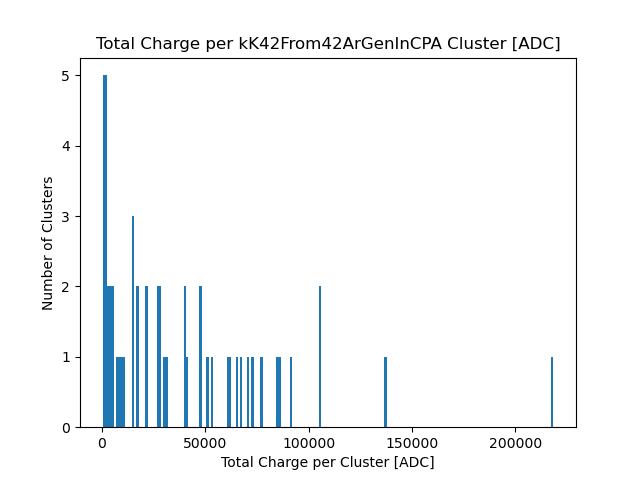 Total Charge per kK42From42ArGenInCPA Cluster [ADC]
5
4
3
2
1
0
Number of Clusters
0 50000 100000 150000 200000
Total Charge per Cluster [ADC]